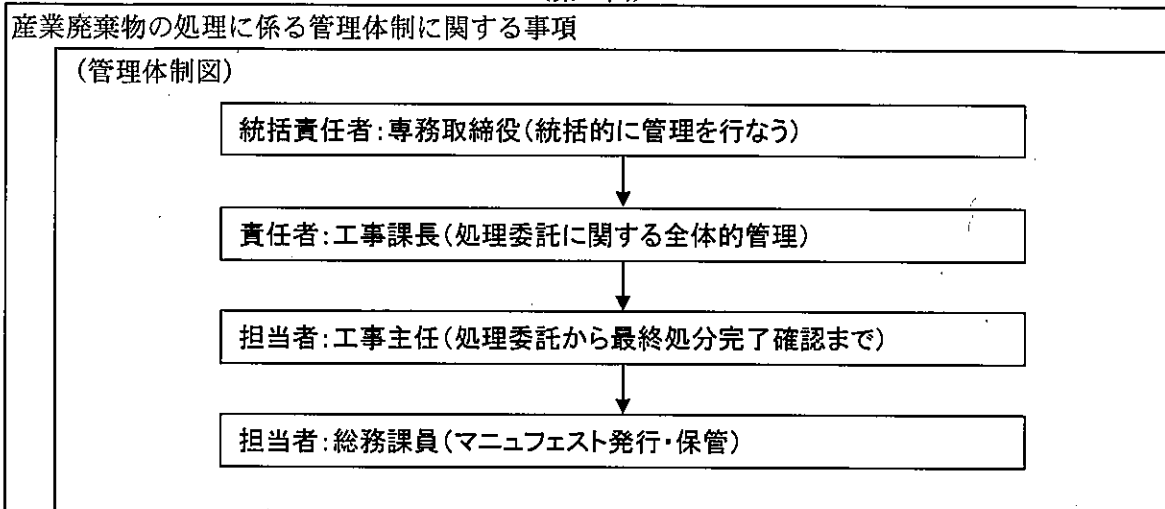 産業廃棄物の処理に係る管理体制に関する事項
(管理体制図)
統括責任者:専務取締役(統括的に管理を行なう)
責任者:工事課長(処理委託に関する全体的管理)
担当者:工事主任(処理委託から最終処分完了確認まで)
担当者:総務課員(マニュフェスト発行・保管)